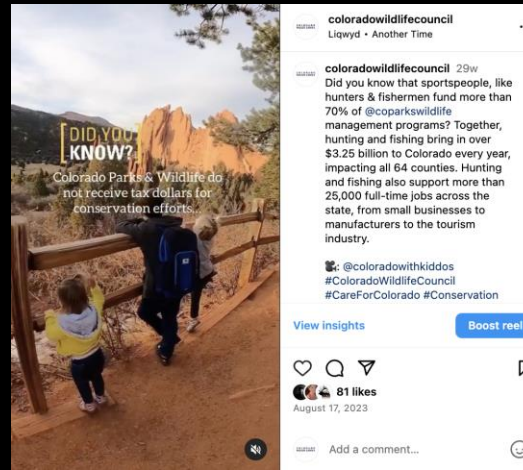 DID YOU
KNOW?
Colorado Parks & Wildlife do
not receive tax dollars for
conservation efforts...
coloradowildlifecouncil
Liqwyd • Another Time
coloradowildlifecouncil 29w
Did you know that sportspeople, like
hunters & fishermen fund more than
70% of @coparkswildlife
management programs? Together,
hunting and fishing bring in over
$3.25 billion to Colorado every year,
impacting all 64 counties. Hunting
and fishing also support more than
25,000 full-time jobs across the
state, from small businesses to
manufacturers to the tourism
industry.
🎥: @coloradowithkiddos
#ColoradoWildlifeCouncil
#CareForColorado #Conservation
View insights
Boost reel
81 likes
August 17, 2023
Add a comment...